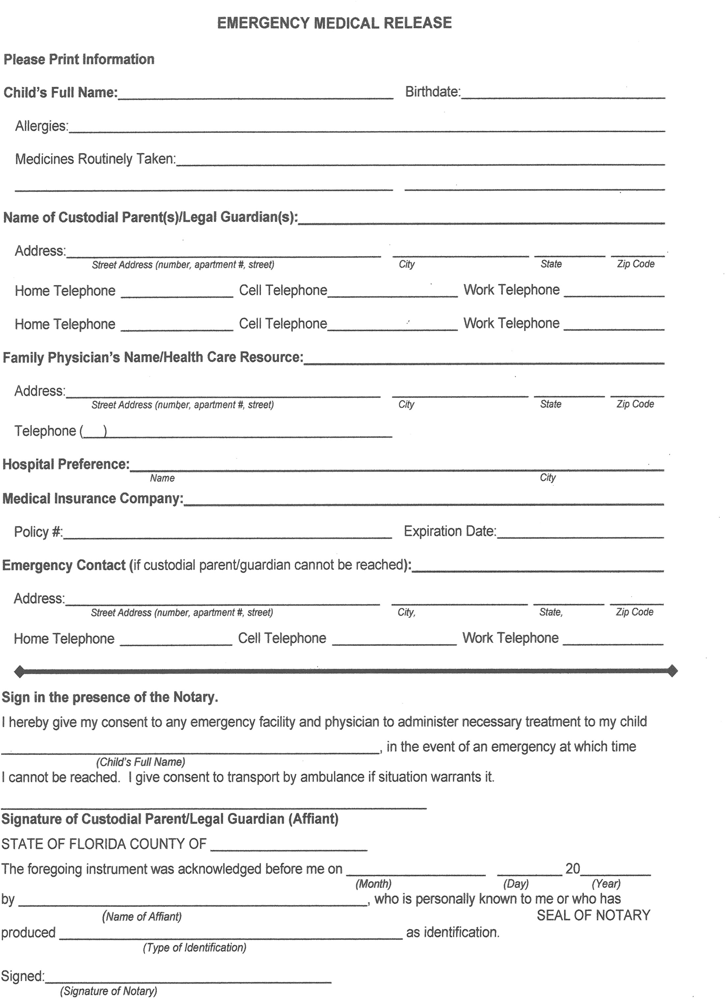 EMERGENCY MEDICAL RELEASE
Please Print Information
Child's Full Name: Birthdate:
Allergies:
Medicines Routinely Taken:
Name of Custodial Parent(s)/Legal Guardian(s):
Address:
Street Address (number, apartment #, street) City State Zip Code
Home Telephone Cell Telephone Work Telephone
Home Telephone Cell Telephone Work Telephone
Family Physician's Name/Health Care Resource:
Address:
Street Address (number, apartment #, street) City State Zip Code
Telephone ( )
Hospital Preference:
Name City
Medical Insurance Company:
Policy #: Expiration Date:
Emergency Contact (if custodial parent/guardian cannot be reached):
Address:
Street Address (number, apartment #, street) City, State, Zip Code
Home Telephone Cell Telephone Work Telephone
Sign in the presence of the Notary.
I hereby give my consent to any emergency facility and physician to administer necessary treatment to my child
, in the event of an emergency at which time
(Child's Full Name)
I cannot be reached. I give consent to transport by ambulance if situation warrants it.
Signature of Custodial Parent/Legal Guardian (Affiant)
STATE OF FLORIDA COUNTY OF
The foregoing instrument was acknowledged before me on 20
(Month) (Day) (Year)
by , who is personally known to me or who has
(Name of Affiant) SEAL OF NOTARY
produced as identification.
(Type of Identification)
Signed:
(Signature of Notary)